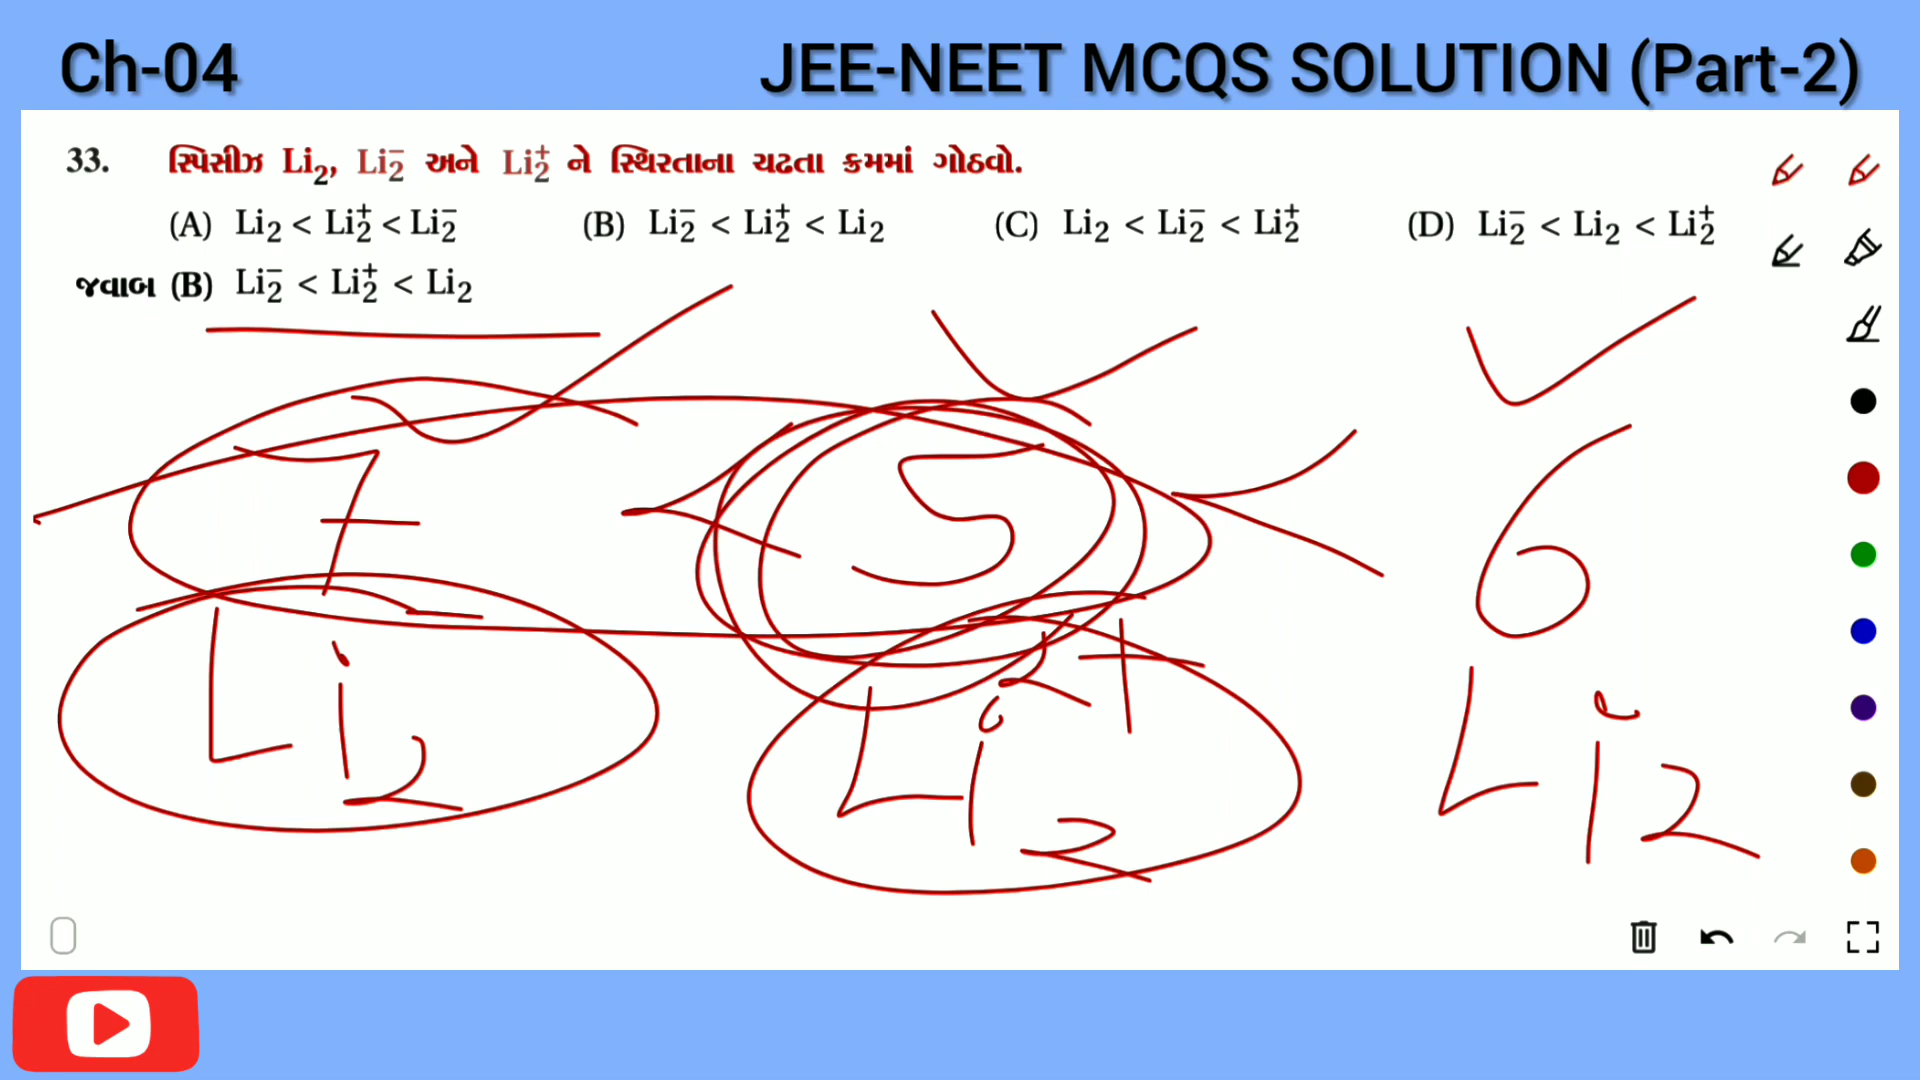 Ch-04 JEE-NEET MCQS SOLUTION (Part-2)
33. સ્પિસીઝ Li₂, Li₂⁻ અને Li₂⁺ ને સ્થિરતાના ચઢતા ક્રમમાં ગોઠવો.
(A) Li₂ < Li₂⁺ < Li₂⁻ (B) Li₂⁻ < Li₂⁺ < Li₂ (C) Li₂ < Li₂⁻ < Li₂⁺ (D) Li₂⁻ < Li₂ < Li₂⁺
જવાબ (B) Li₂⁻ < Li₂⁺ < Li₂
7 < 5 < 6
Li₂⁻ Li₂⁺ Li₂